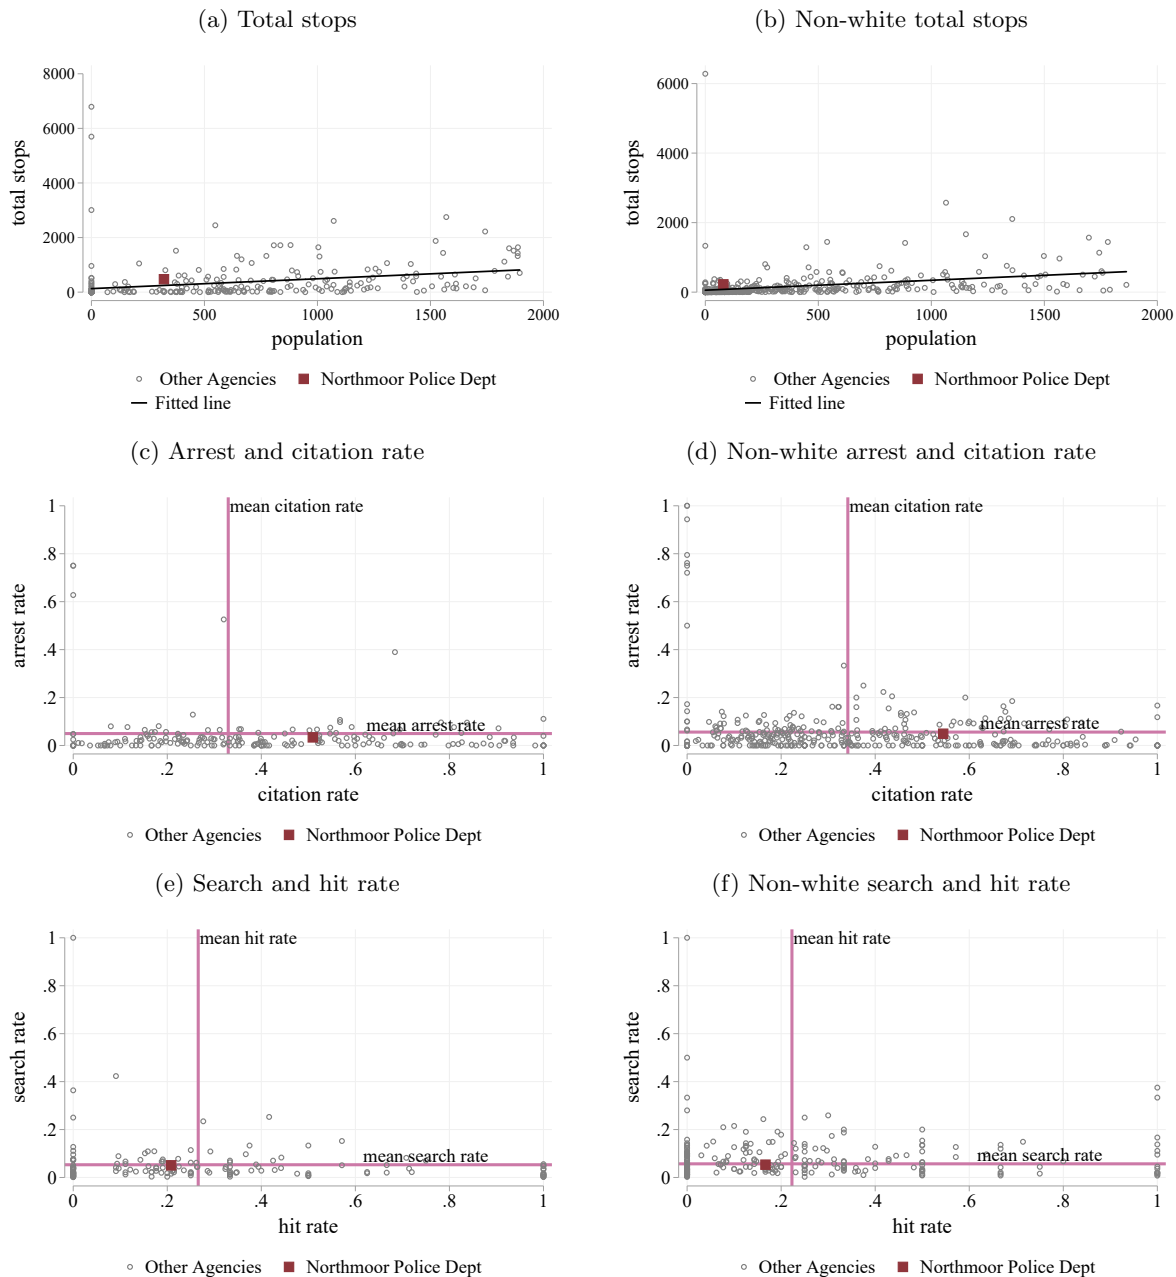 (a) Total stops
(b) Non-white total stops
total stops
8000
6000
4000
2000
0
0 500 1000 1500 2000
population
Other Agencies Northmoor Police Dept
Fitted line
total stops
6000
4000
2000
0
0 500 1000 1500 2000
population
Other Agencies Northmoor Police Dept
Fitted line
(c) Arrest and citation rate
(d) Non-white arrest and citation rate
arrest rate
1
.8
.6
.4
.2
0
mean citation rate
mean arrest rate
0 .2 .4 .6 .8 1
citation rate
Other Agencies Northmoor Police Dept
arrest rate
1
.8
.6
.4
.2
0
mean citation rate
mean arrest rate
0 .2 .4 .6 .8 1
citation rate
Other Agencies Northmoor Police Dept
(e) Search and hit rate
(f) Non-white search and hit rate
search rate
1
.8
.6
.4
.2
0
mean hit rate
mean search rate
0 .2 .4 .6 .8 1
hit rate
Other Agencies Northmoor Police Dept
search rate
1
.8
.6
.4
.2
0
mean hit rate
mean search rate
0 .2 .4 .6 .8 1
hit rate
Other Agencies Northmoor Police Dept